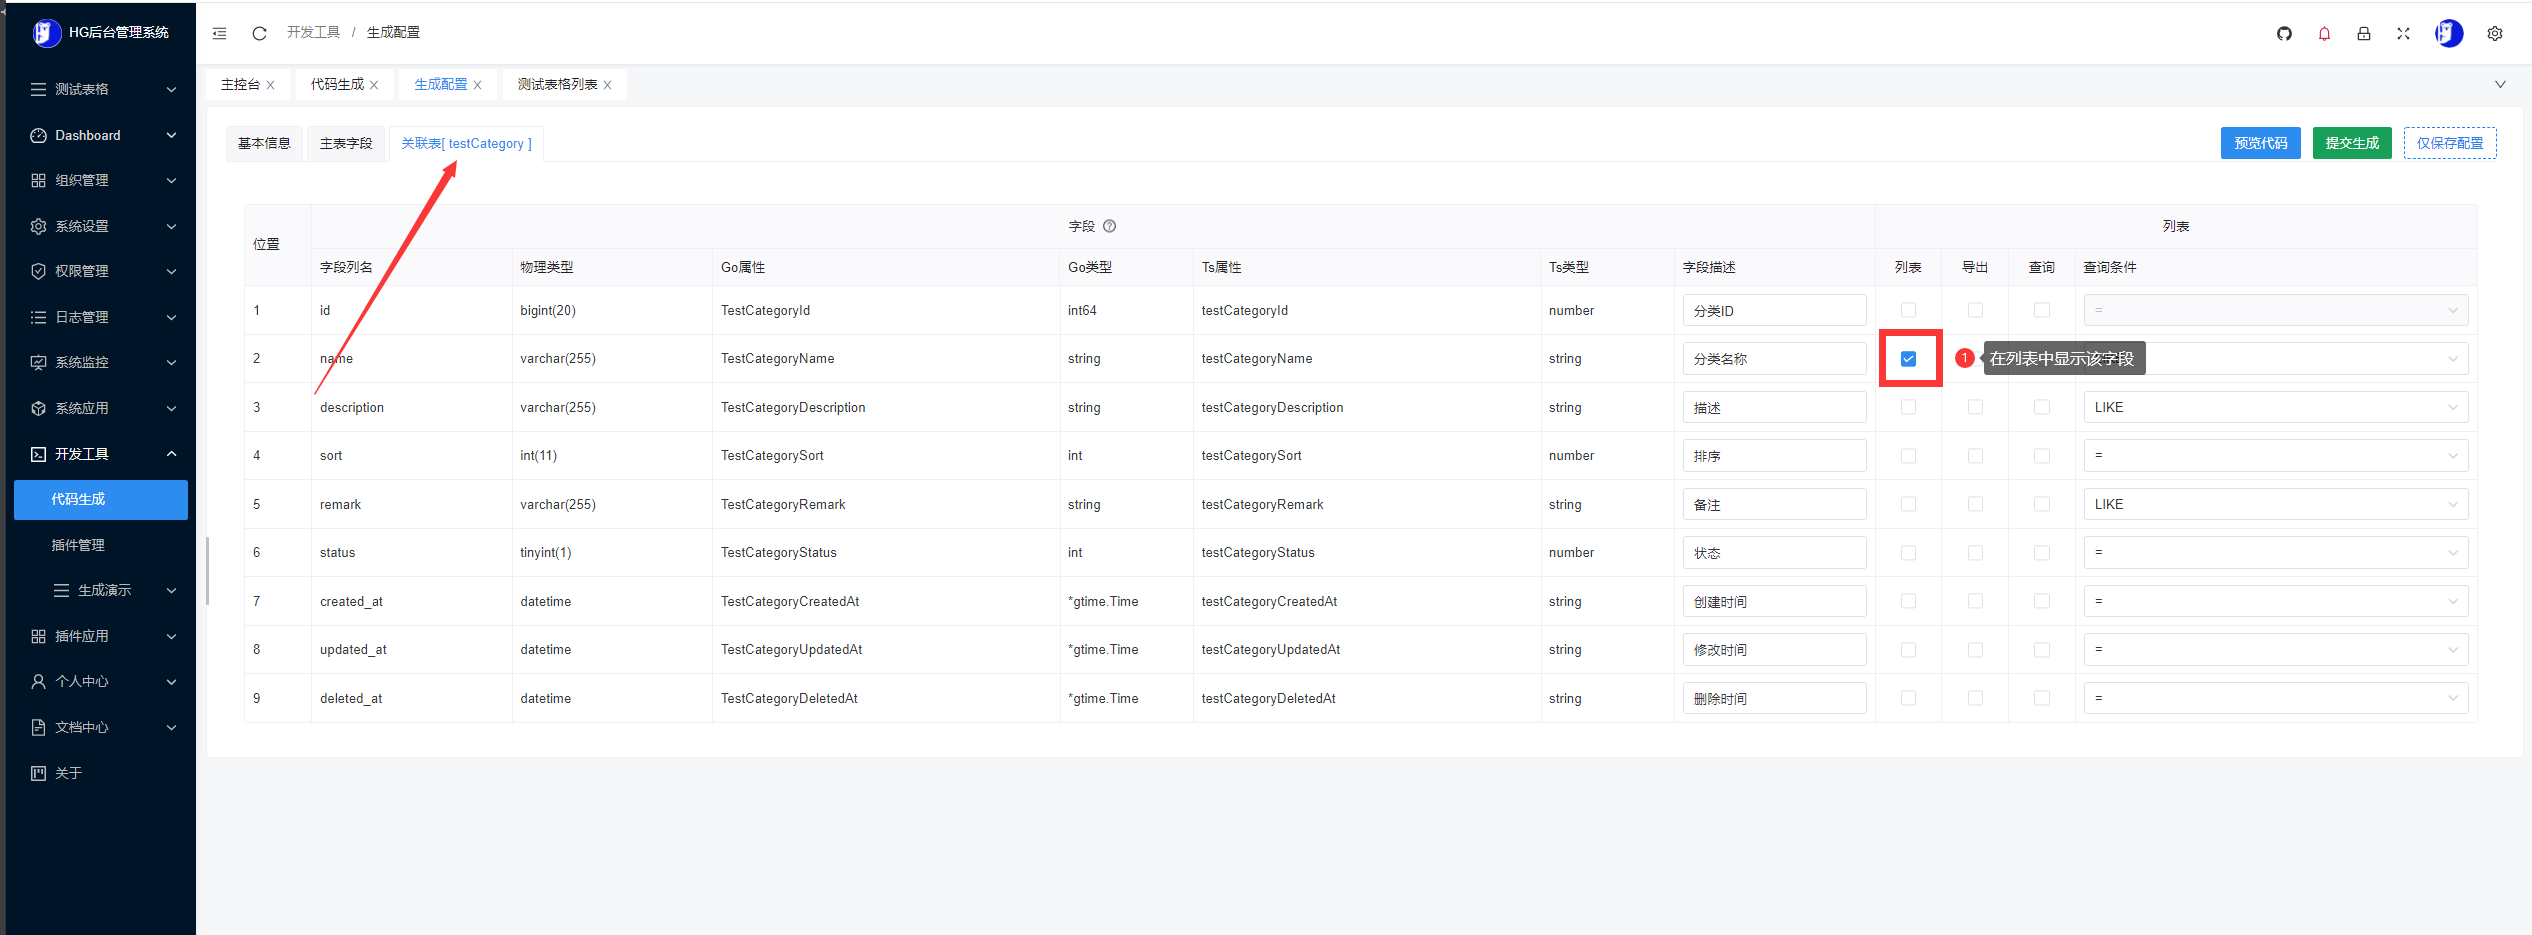 HG后台管理系统
开发工具 / 生成配置
测试表格
Dashboard
组织管理
系统设置
权限管理
日志管理
系统监控
系统应用
开发工具
代码生成
插件管理
生成演示
插件应用
个人中心
文档中心
关于
主控台 代码生成 生成配置 测试表格列表
基本信息 主表字段 关联表[ testCategory ] 预览代码 提交生成 仅保存配置
位置 字段 列表
字段列名 物理类型 Go属性 Go类型 Ts属性 Ts类型 字段描述 列表 导出 查询 查询条件
1 id bigint(20) TestCategoryId int64 testCategoryId number 分类ID =
2 name varchar(255) TestCategoryName string testCategoryName string 分类名称 1 在列表中显示该字段
3 description varchar(255) TestCategoryDescription string testCategoryDescription string 描述 LIKE
4 sort int(11) TestCategorySort int testCategorySort number 排序 =
5 remark varchar(255) TestCategoryRemark string testCategoryRemark string 备注 LIKE
6 status tinyint(1) TestCategoryStatus int testCategoryStatus number 状态 =
7 created_at datetime TestCategoryCreatedAt *gtime.Time testCategoryCreatedAt string 创建时间 =
8 updated_at datetime TestCategoryUpdatedAt *gtime.Time testCategoryUpdatedAt string 修改时间 =
9 deleted_at datetime TestCategoryDeletedAt *gtime.Time testCategoryDeletedAt string 删除时间 =